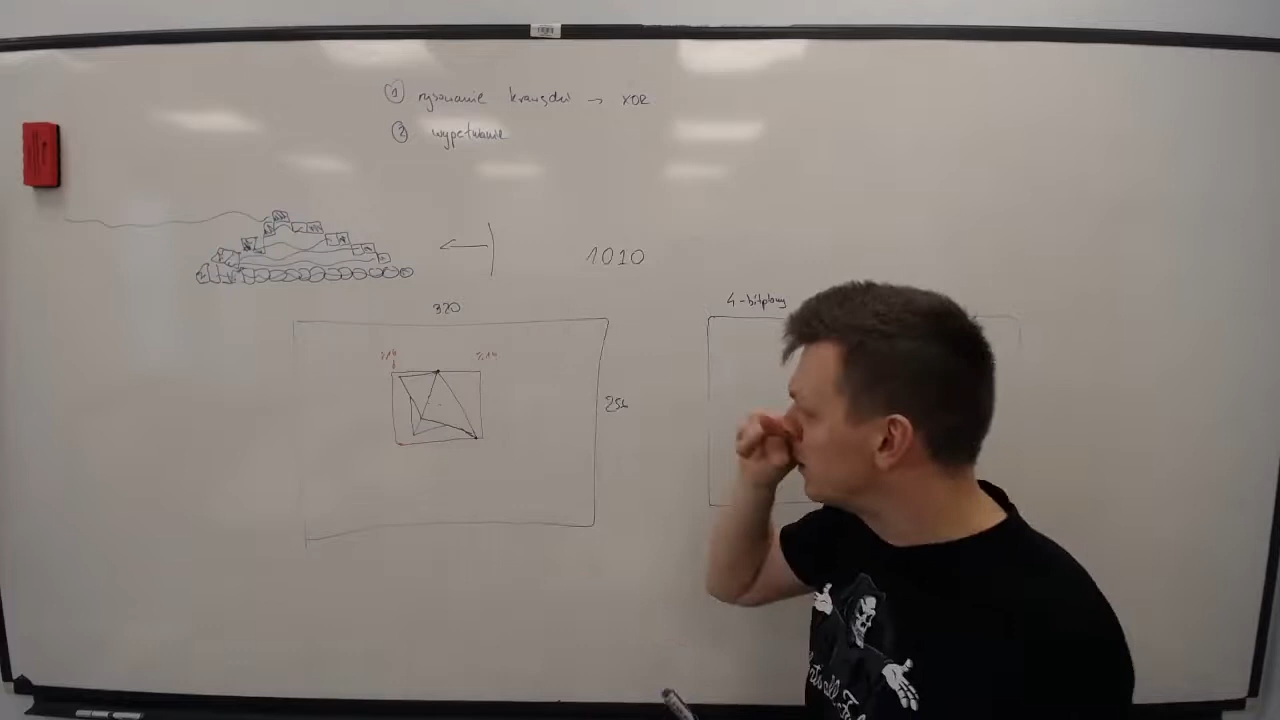 ① rysowanie krawędzi → XOR
② wypełnianie
1010
320
4-bitplany
256